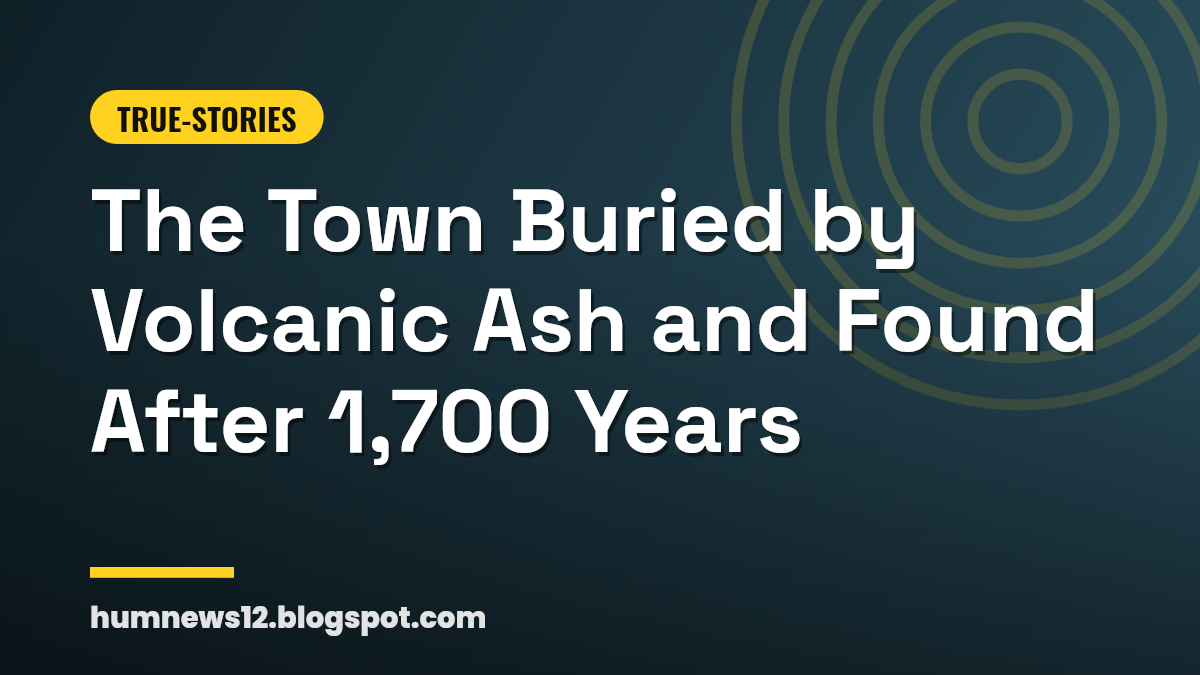 TRUE-STORIES
The Town Buried by
Volcanic Ash and Found
After 1,700 Years
humnews12.blogspot.com